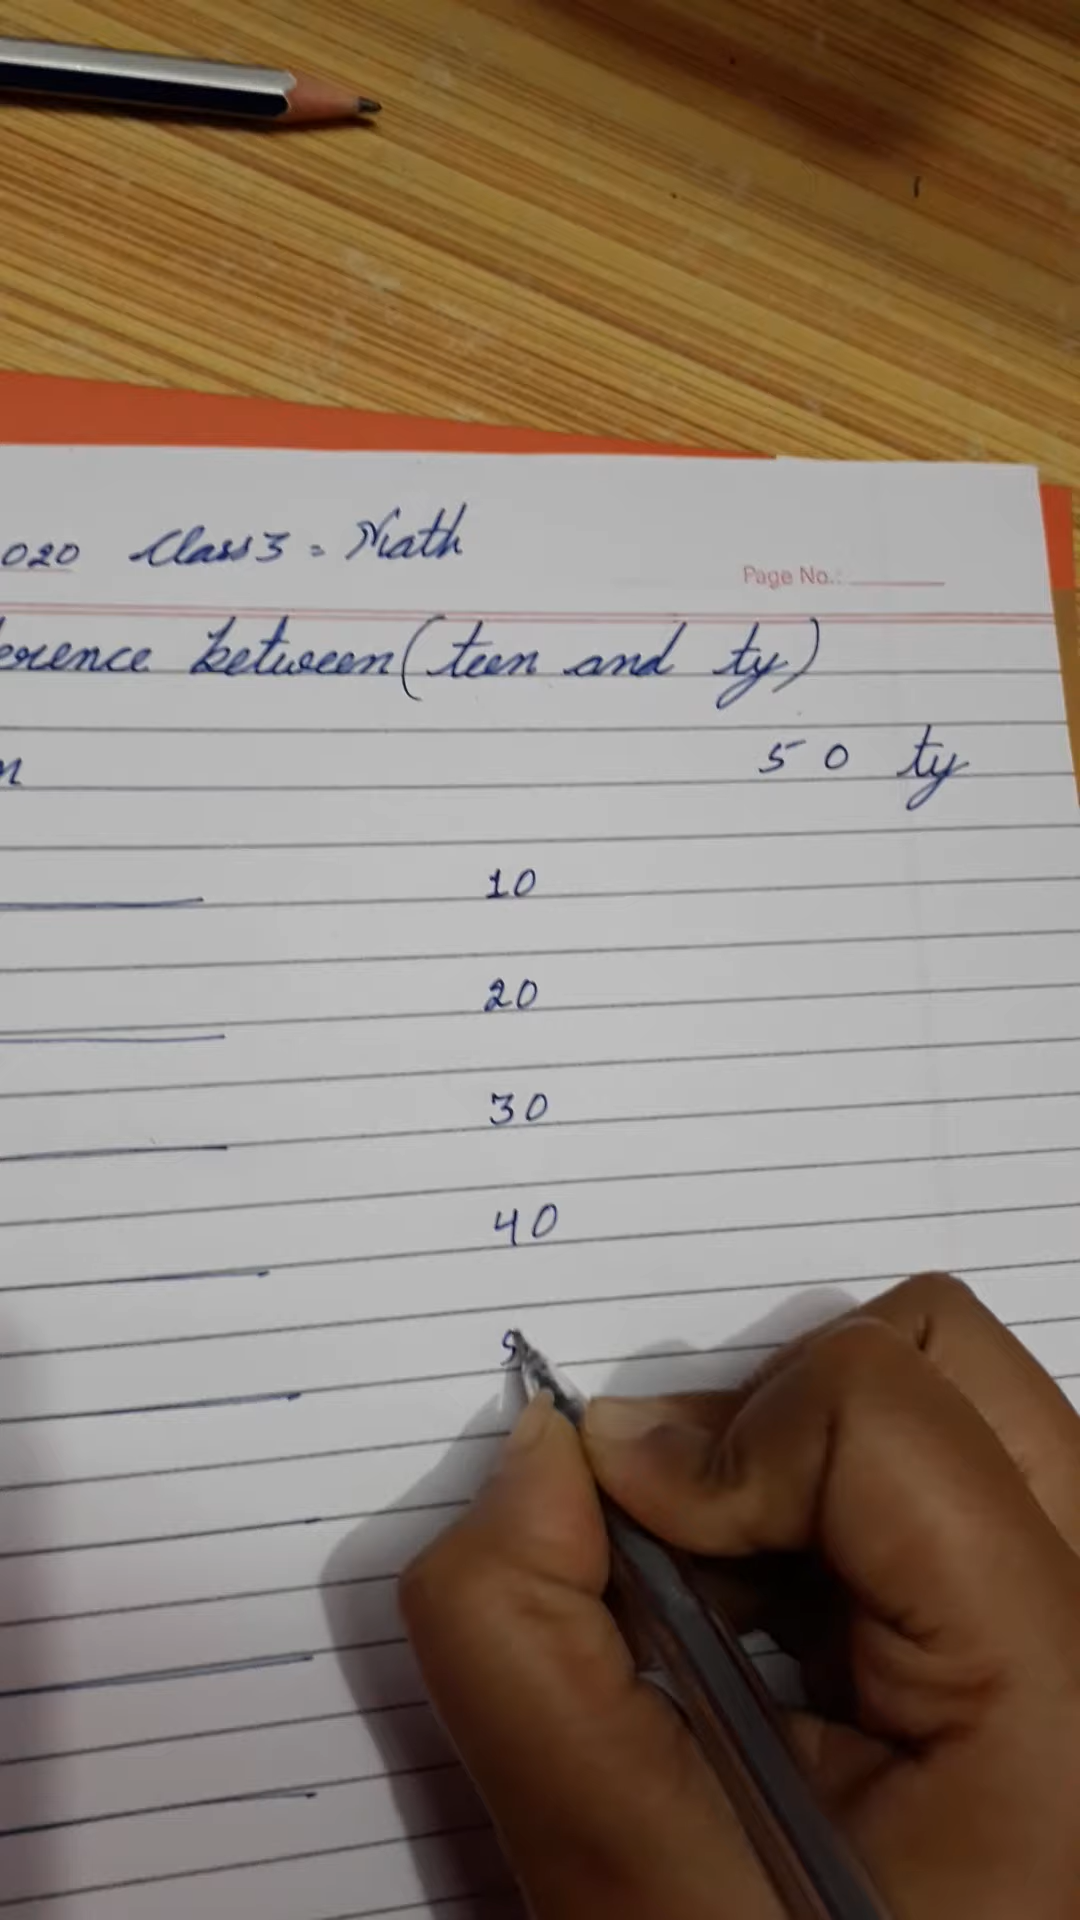 020 Class 3 = Math
Page No.:
erence between (teen and ty)
n 50 ty
10
20
30
40